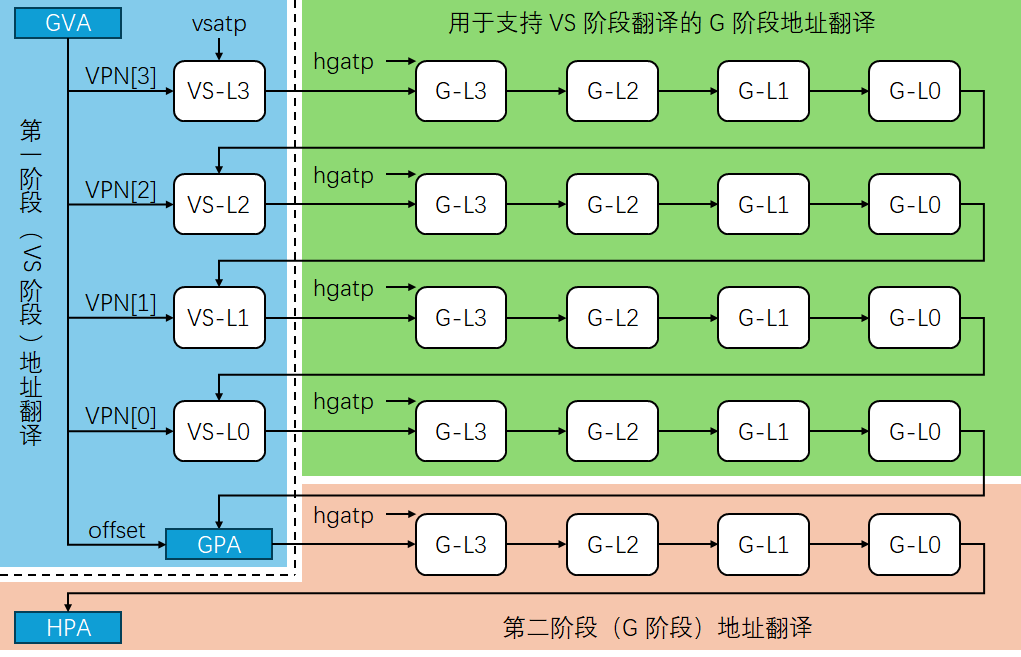 GVA
vsatp
用于支持 VS 阶段翻译的 G 阶段地址翻译
VPN[3]
VS-L3
hgatp
G-L3
G-L2
G-L1
G-L0
第一阶段（VS阶段）地址翻译
VPN[2]
VS-L2
hgatp
G-L3
G-L2
G-L1
G-L0
VPN[1]
VS-L1
hgatp
G-L3
G-L2
G-L1
G-L0
VPN[0]
VS-L0
hgatp
G-L3
G-L2
G-L1
G-L0
offset
GPA
hgatp
G-L3
G-L2
G-L1
G-L0
HPA
第二阶段（G 阶段）地址翻译